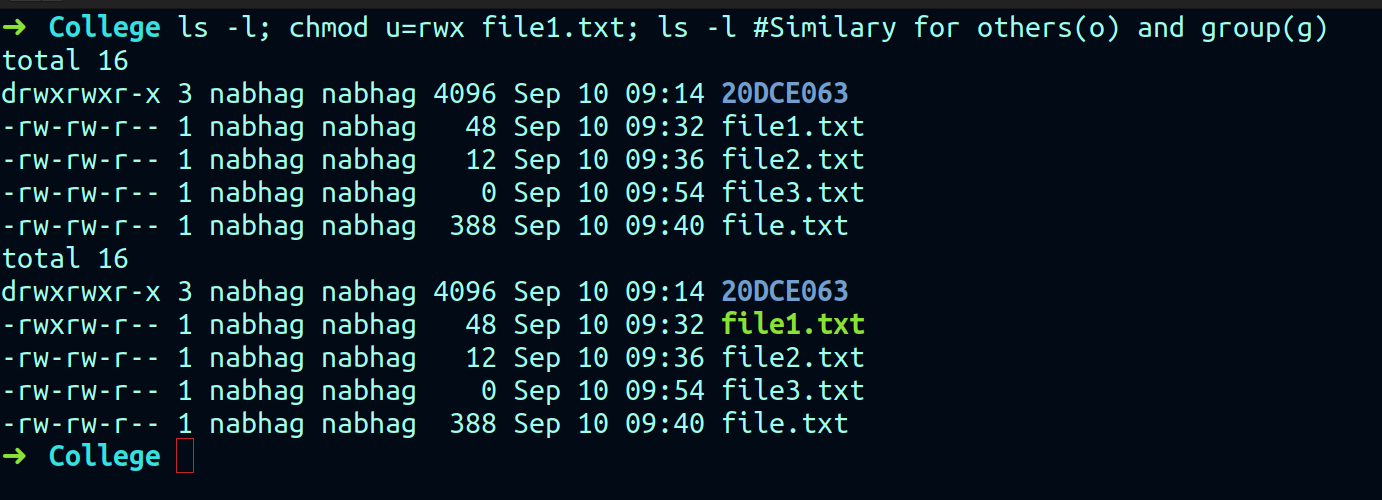 ➜ College ls -l; chmod u=rwx file1.txt; ls -l #Similary for others(o) and group(g)
total 16
drwxrwxr-x 3 nabhag nabhag 4096 Sep 10 09:14 20DCE063
-rw-rw-r-- 1 nabhag nabhag   48 Sep 10 09:32 file1.txt
-rw-rw-r-- 1 nabhag nabhag   12 Sep 10 09:36 file2.txt
-rw-rw-r-- 1 nabhag nabhag    0 Sep 10 09:54 file3.txt
-rw-rw-r-- 1 nabhag nabhag  388 Sep 10 09:40 file.txt
total 16
drwxrwxr-x 3 nabhag nabhag 4096 Sep 10 09:14 20DCE063
-rwxrw-r-- 1 nabhag nabhag   48 Sep 10 09:32 file1.txt
-rw-rw-r-- 1 nabhag nabhag   12 Sep 10 09:36 file2.txt
-rw-rw-r-- 1 nabhag nabhag    0 Sep 10 09:54 file3.txt
-rw-rw-r-- 1 nabhag nabhag  388 Sep 10 09:40 file.txt
➜ College